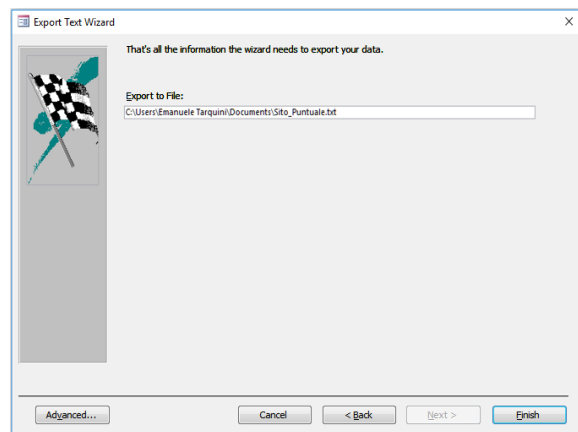 Export Text Wizard
That's all the information the wizard needs to export your data.
Export to File:
C:\Users\Emanuele Tarquini\Documents\Sito_Puntuale.txt
Advanced... Cancel < Back Next > Finish